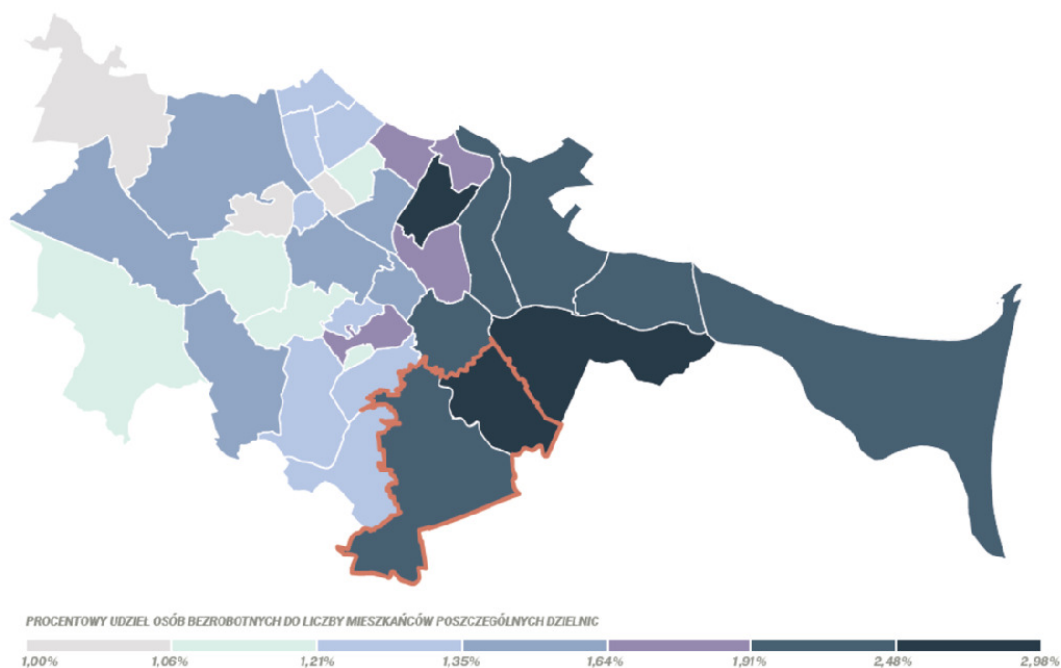 PROCENTOWY UDZIEŁ OSÓB BEZROBOTNYCH DO LICZBY MIESZKAŃCÓW POSZCZEGÓLNYCH DZIELNIC
1,00% 1,06% 1,21% 1,35% 1,64% 1,91% 2,48% 2,98%